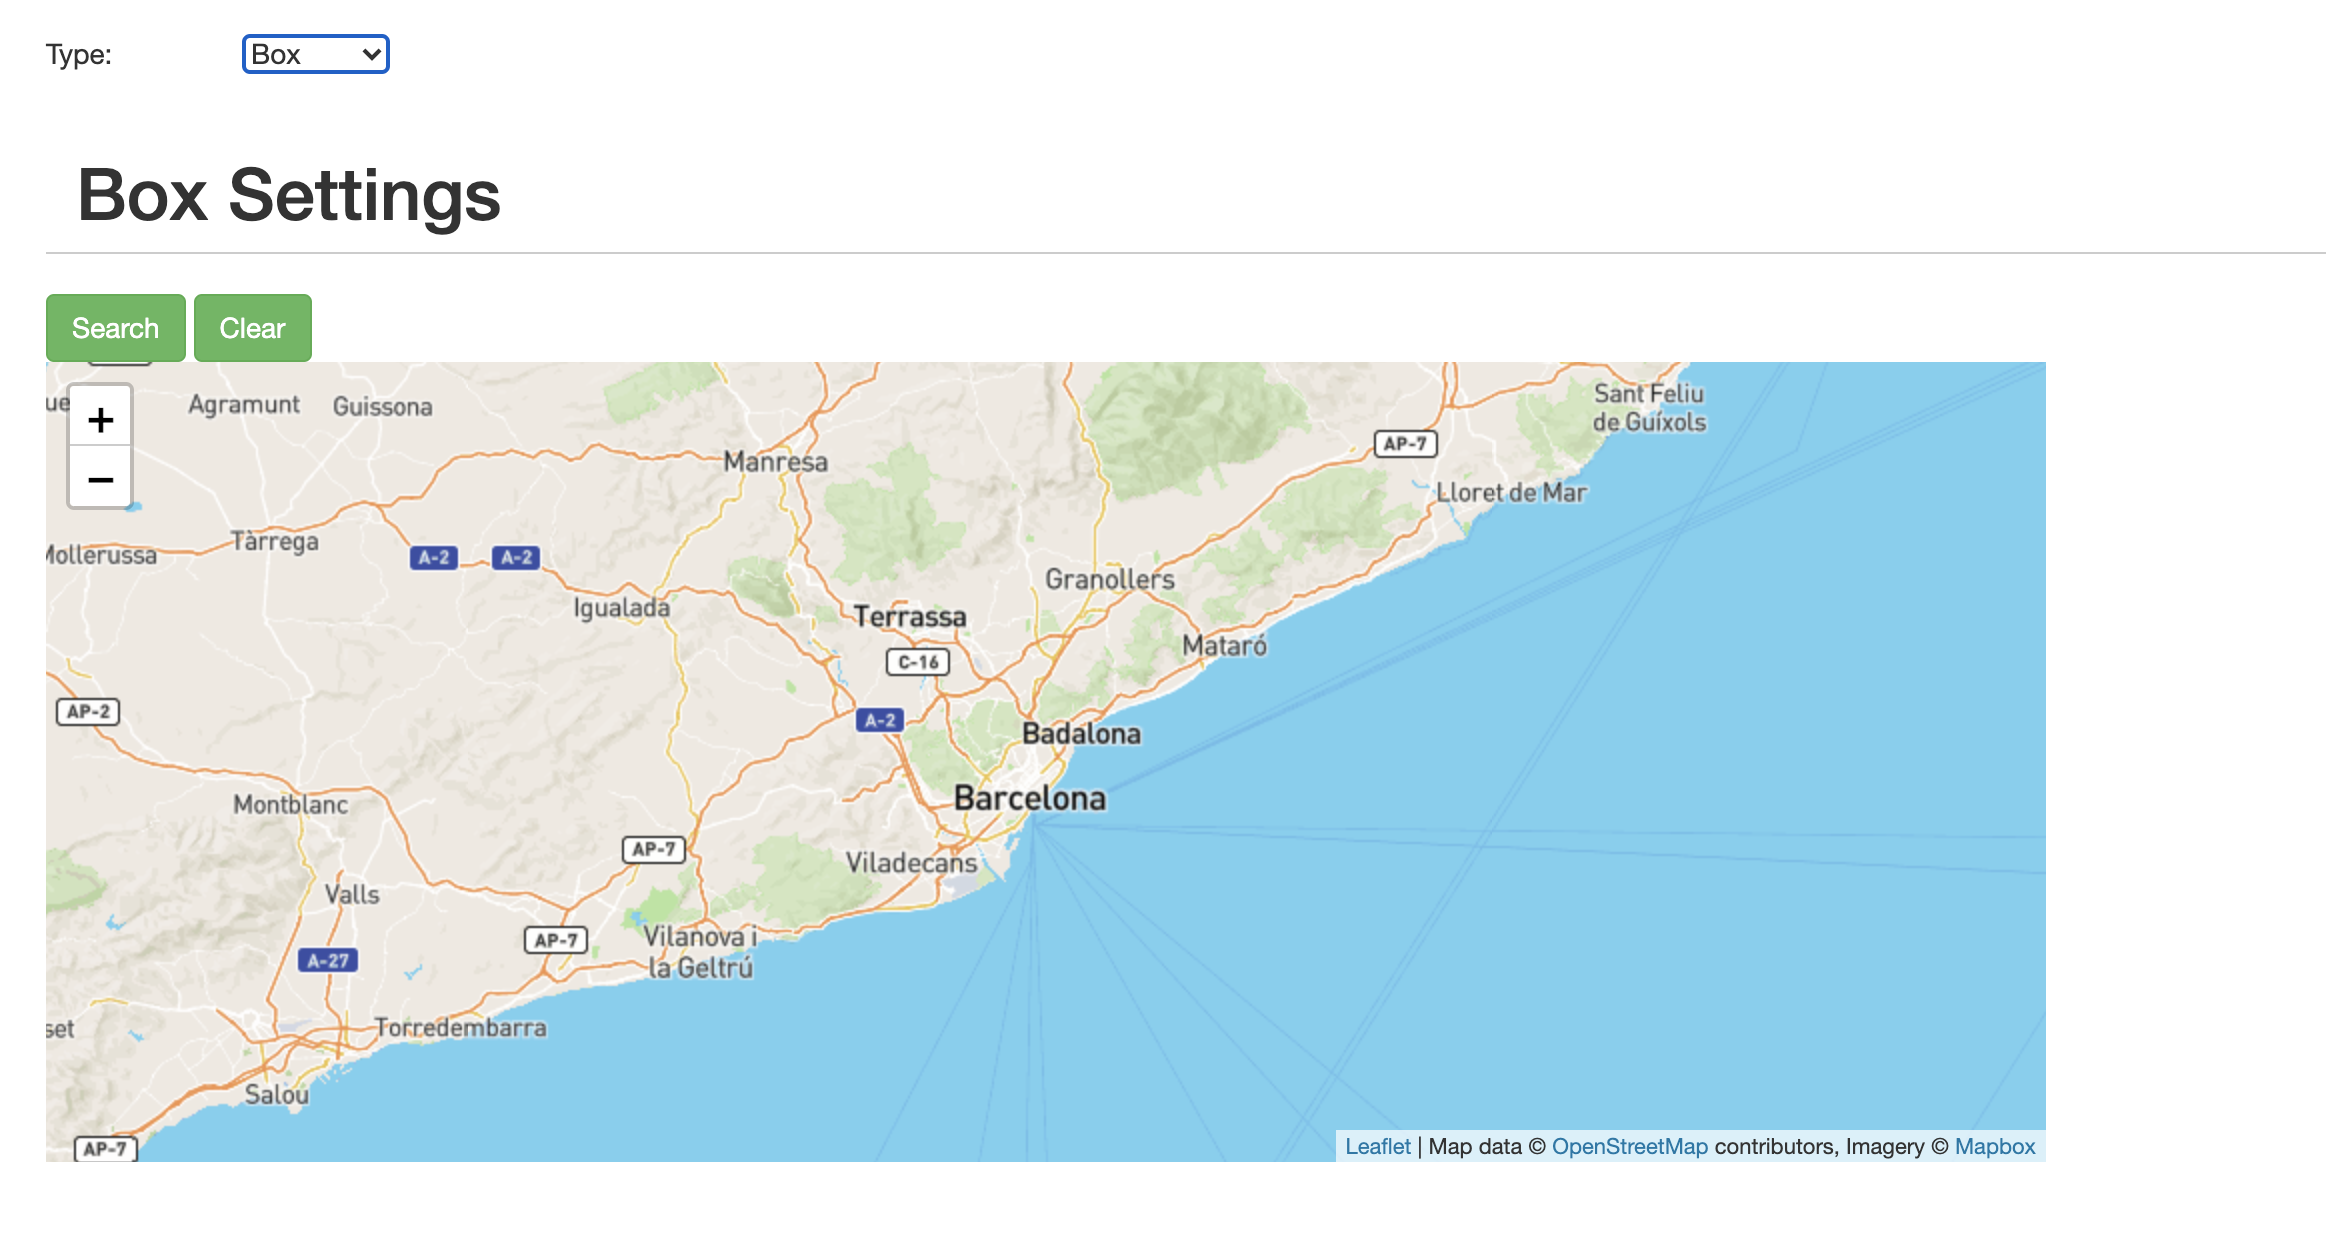 Type: Box
Box Settings
Search Clear
+
−
Agramunt Guissona
Sant Feliu
de Guíxols
AP-7
Manresa
Lloret de Mar
Tàrrega
Mollerussa
A-2 A-2
Granollers
Igualada
Terrassa
Mataró
C-16
AP-2
A-2
Badalona
Barcelona
Montblanc
AP-7
Viladecans
Valls
AP-7
Vilanova i
la Geltrú
A-27
set
Torredembarra
Salou
AP-7
Leaflet | Map data © OpenStreetMap contributors, Imagery © Mapbox